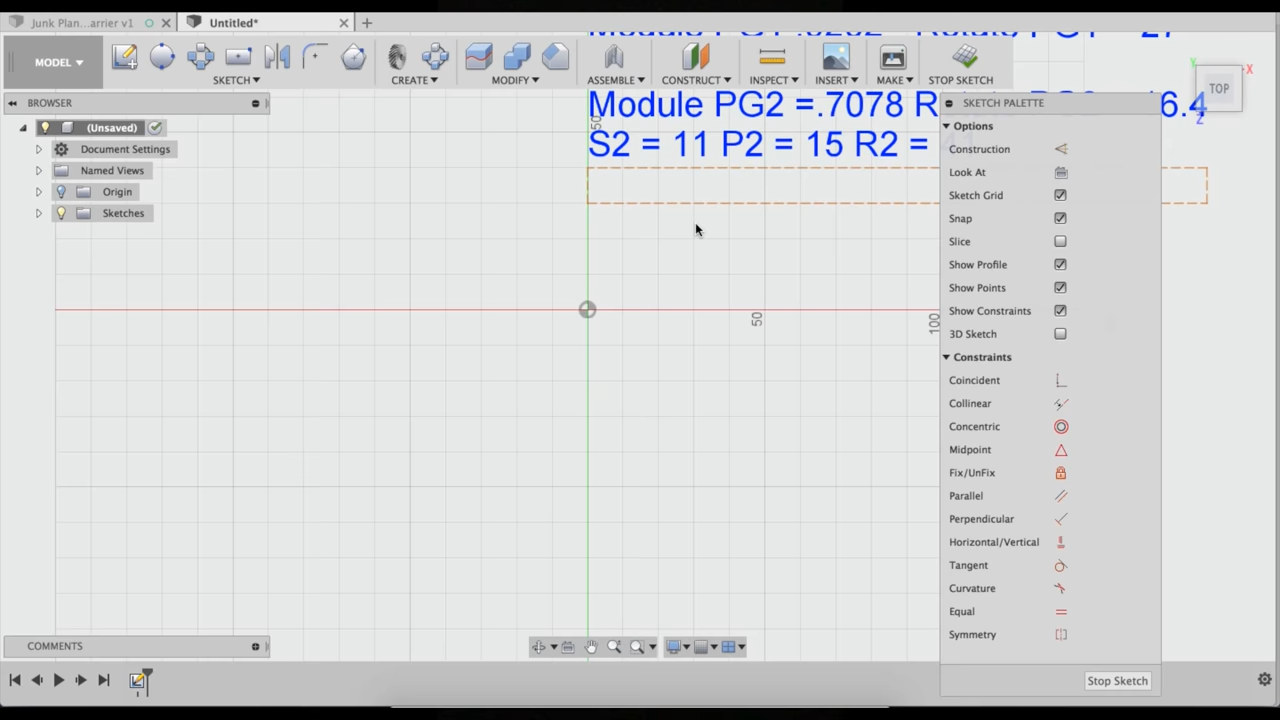 Junk Plan...arrier v1
Untitled*
MODEL
SKETCH
CREATE
MODIFY
ASSEMBLE
CONSTRUCT
INSPECT
INSERT
MAKE
STOP SKETCH
TOP
X
Y
Z
BROWSER
(Unsaved)
Document Settings
Named Views
Origin
Sketches
Module PG2 =.7078 R
6.4
S2 = 11 P2 = 15 R2 =
50
50
100
SKETCH PALETTE
Options
Construction
Look At
Sketch Grid
Snap
Slice
Show Profile
Show Points
Show Constraints
3D Sketch
Constraints
Coincident
Collinear
Concentric
Midpoint
Fix/UnFix
Parallel
Perpendicular
Horizontal/Vertical
Tangent
Curvature
Equal
Symmetry
Stop Sketch
COMMENTS